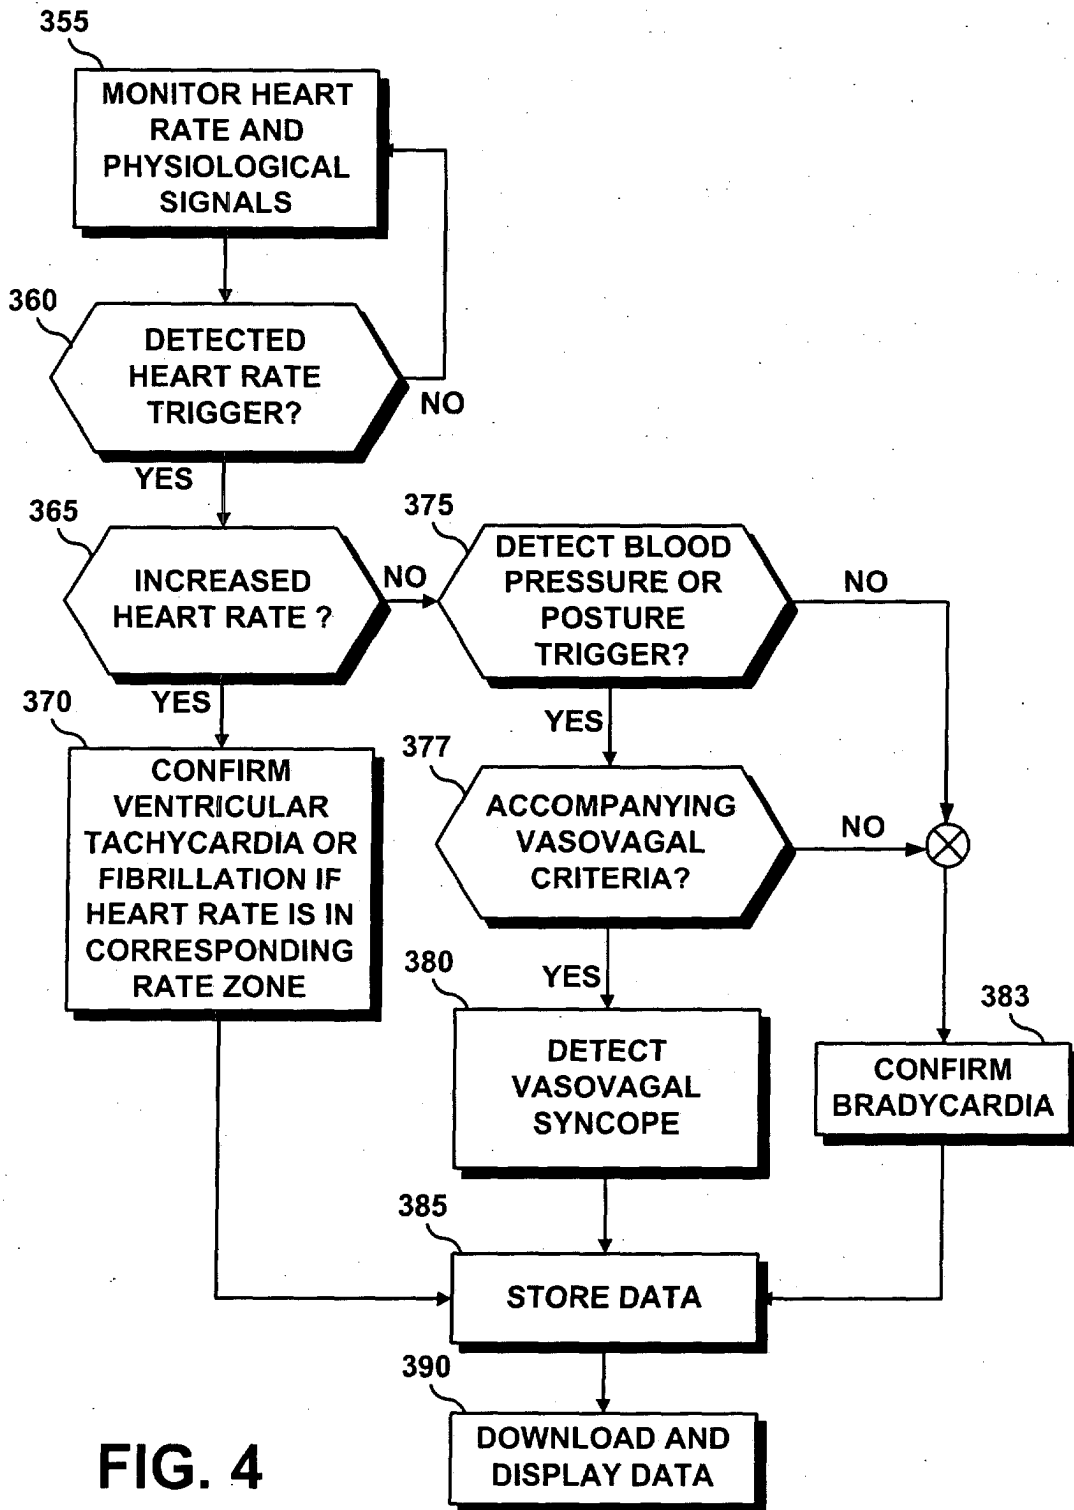 355
MONITOR HEART
RATE AND
PHYSIOLOGICAL
SIGNALS
360
DETECTED
HEART RATE
TRIGGER?
NO
YES
365
INCREASED
HEART RATE ?
NO
375
DETECT BLOOD
PRESSURE OR
POSTURE
TRIGGER?
NO
YES
370
CONFIRM
VENTRICULAR
TACHYCARDIA OR
FIBRILLATION IF
HEART RATE IS IN
CORRESPONDING
RATE ZONE
YES
377
ACCOMPANYING
VASOVAGAL
CRITERIA?
NO
YES
380
DETECT
VASOVAGAL
SYNCOPE
383
CONFIRM
BRADYCARDIA
385
STORE DATA
390
DOWNLOAD AND
DISPLAY DATA
FIG. 4